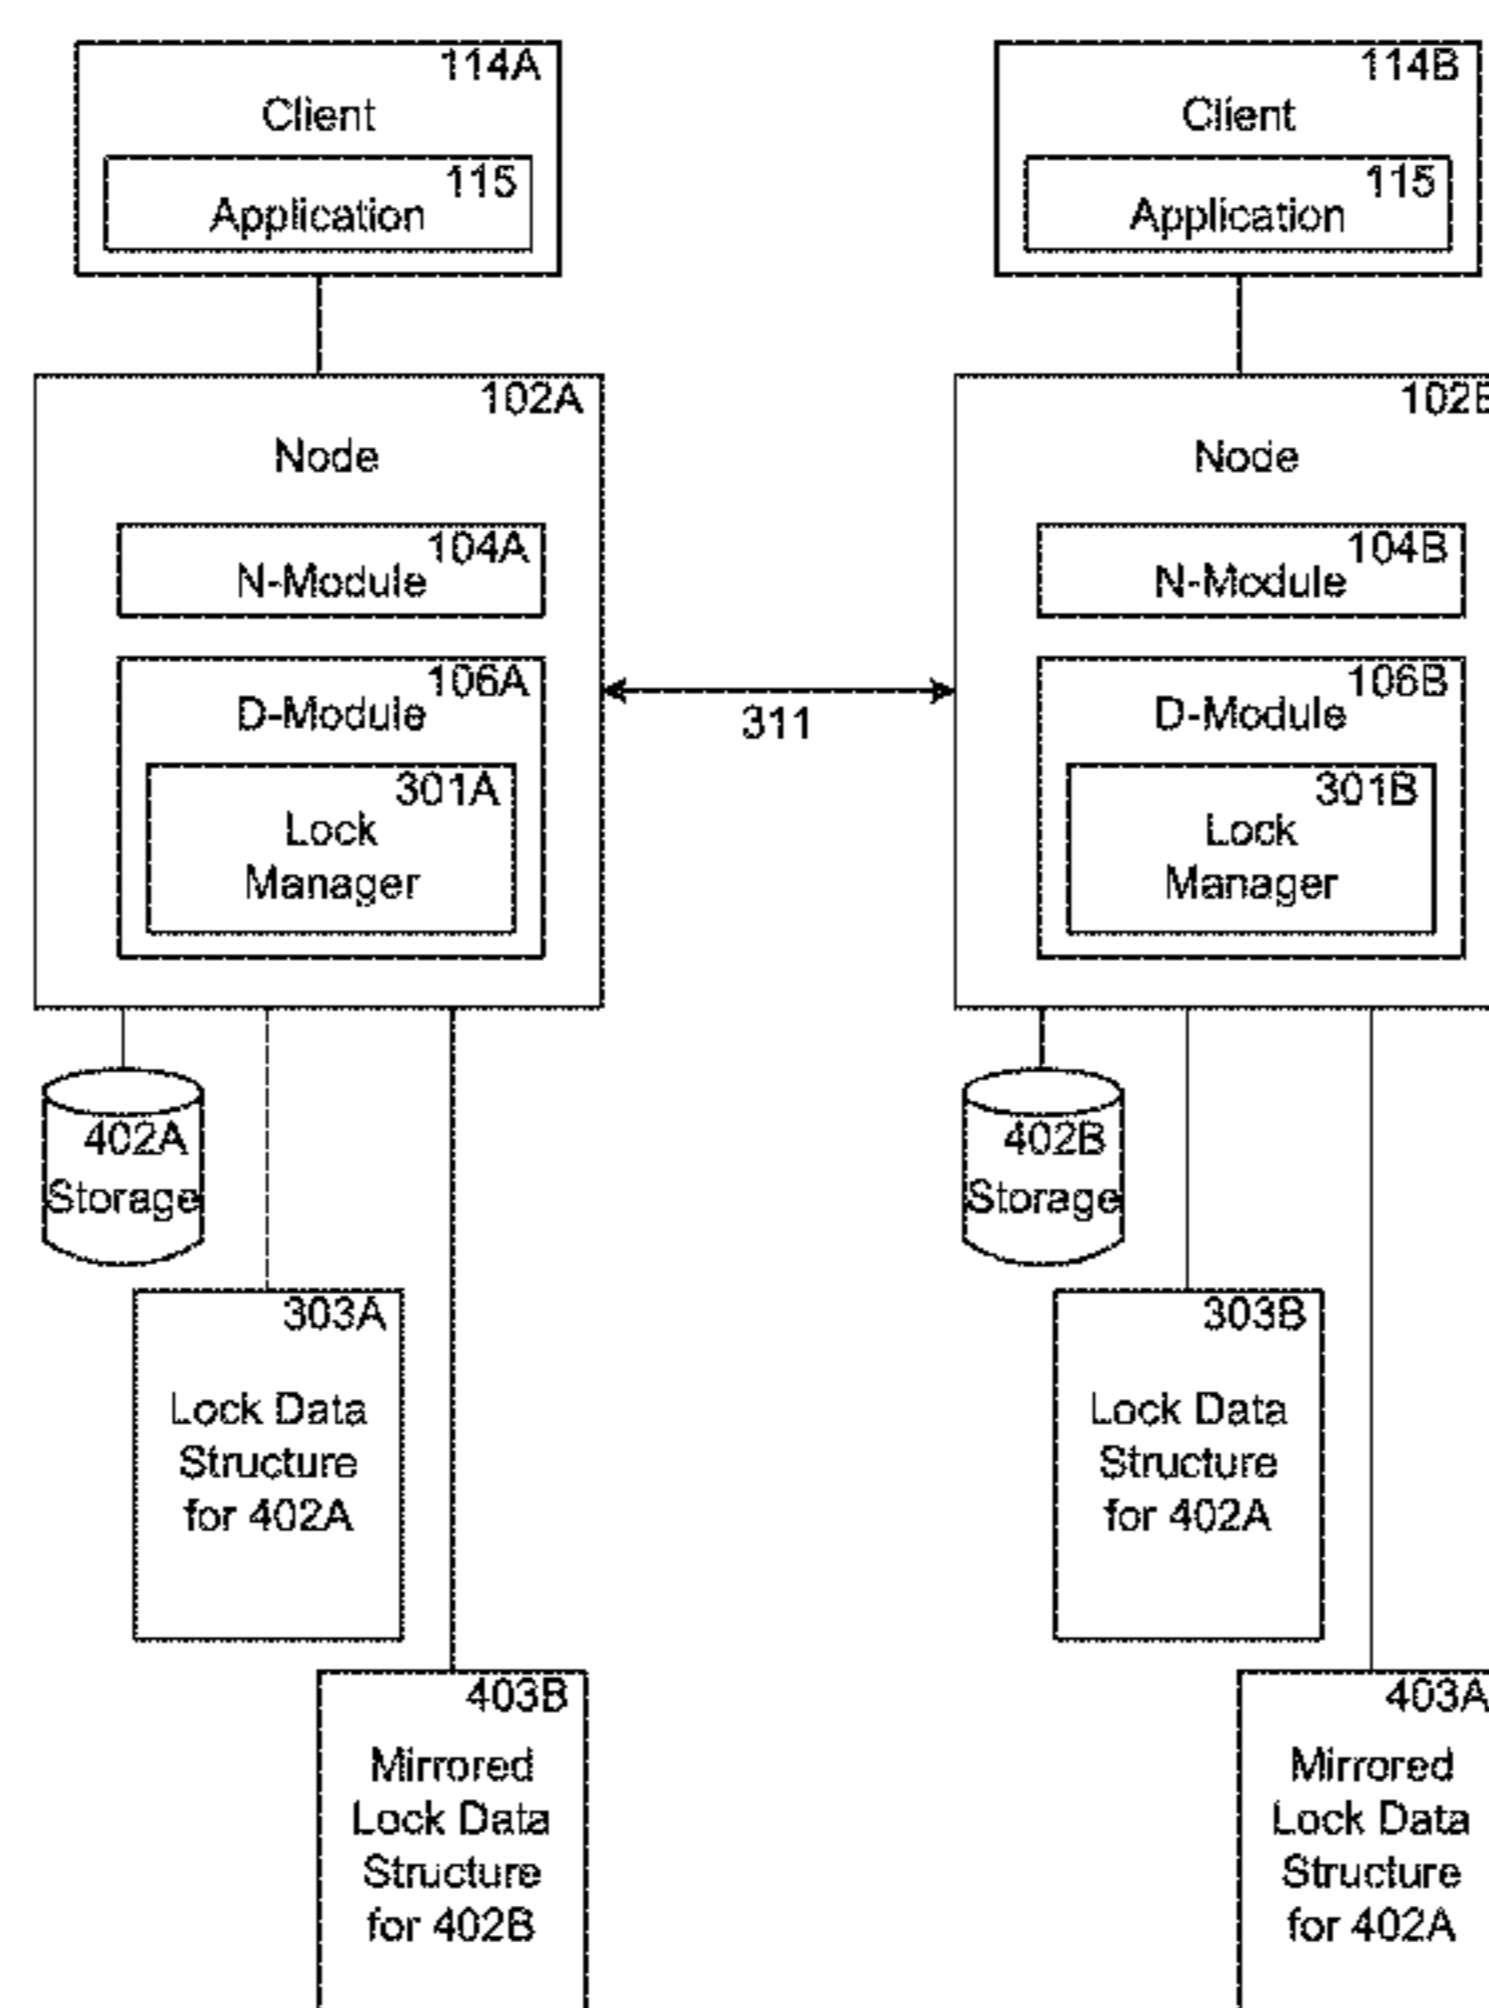 114A
Client
115
Application
114B
Client
115
Application
102A
Node
104A
N-Module
106A
D-Module
301A
Lock
Manager
311
Node
104B
N-Module
106B
D-Module
301B
Lock
Manager
402A
Storage
303A
Lock Data
Structure
for 402A
403B
Mirrored
Lock Data
Structure
for 402B
402B
Storage
303B
Lock Data
Structure
for 402A
403A
Mirrored
Lock Data
Structure
for 402A